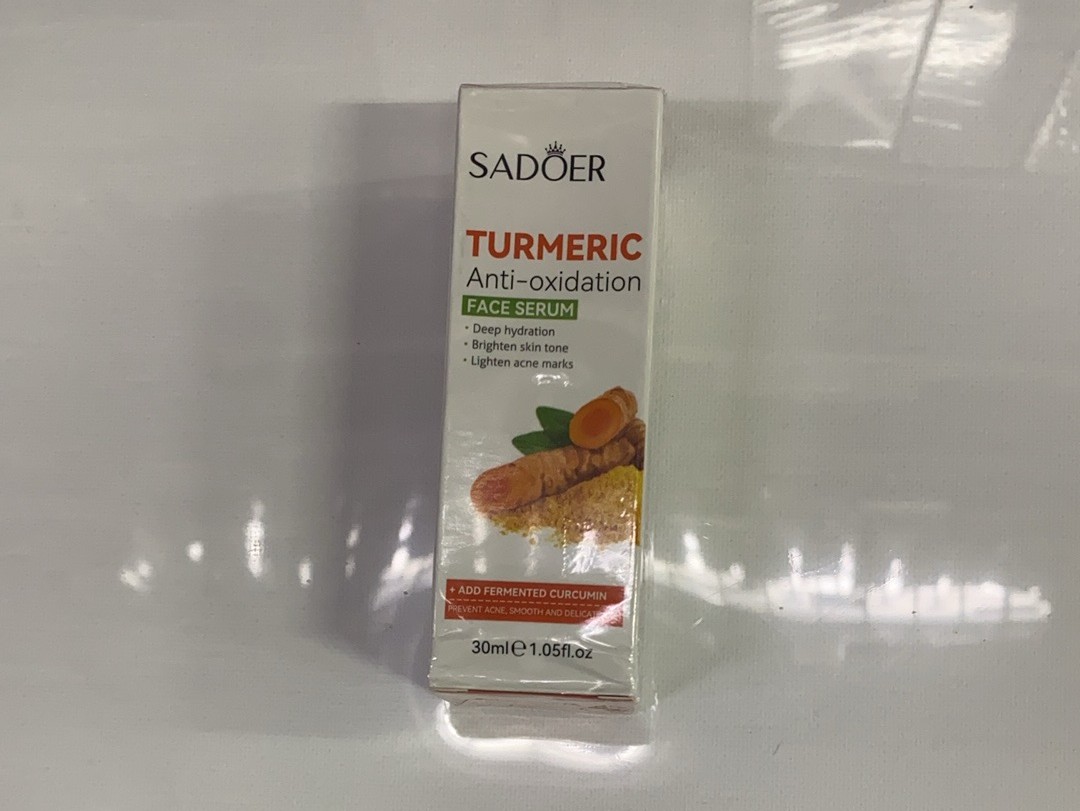 SADOER
TURMERIC
Anti-oxidation
FACE SERUM
· Deep hydration
· Brighten skin tone
· Lighten acne marks
+ ADD FERMENTED CURCUMIN
PREVENT ACNE, SMOOTH AND
30ml℮1.05fl.oz